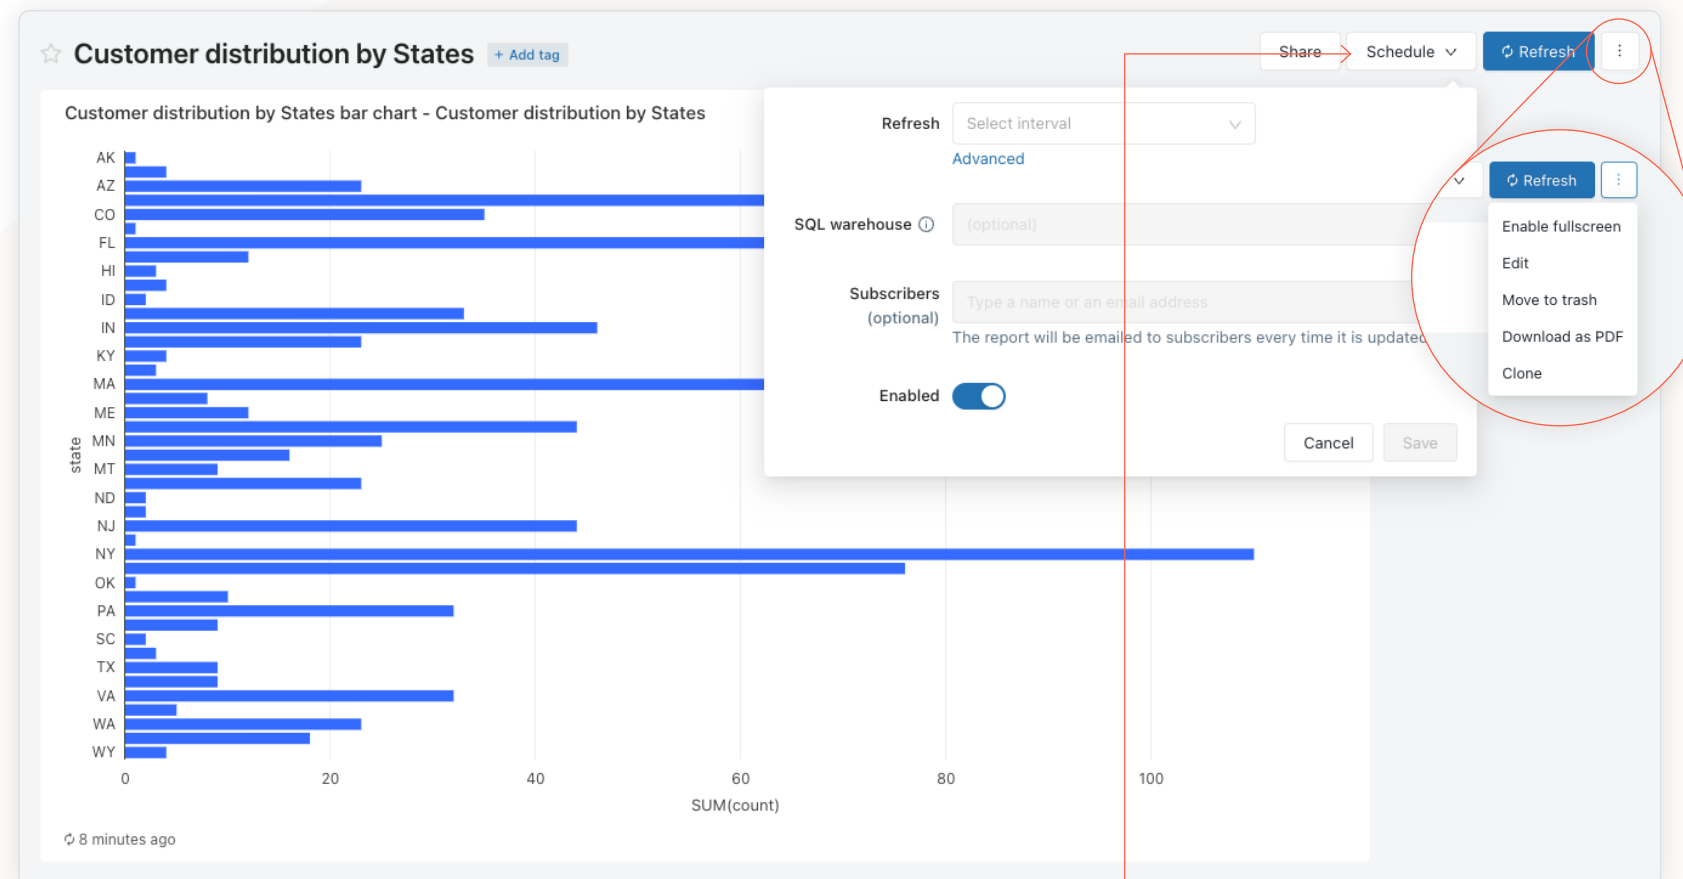 Customer distribution by States
+ Add tag
Share
Schedule
Refresh
Customer distribution by States bar chart - Customer distribution by States
Refresh
Select interval
Advanced
SQL warehouse
(optional)
Subscribers
(optional)
Type a name or an email address
The report will be emailed to subscribers every time it is updated
Enabled
Cancel
Save
Refresh
Enable fullscreen
Edit
Move to trash
Download as PDF
Clone
state
AK
AZ
CO
FL
HI
ID
IN
KY
MA
ME
MN
MT
ND
NJ
NY
OK
PA
SC
TX
VA
WA
WY
0 20 40 60 80 100
SUM(count)
8 minutes ago